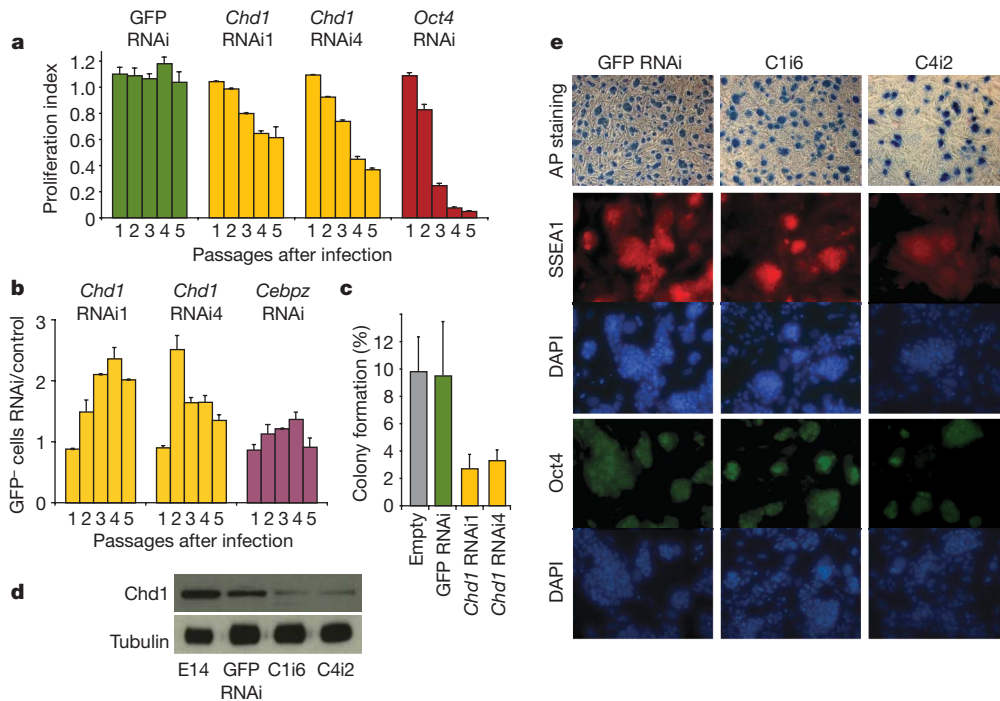 a
GFP
RNAi
Chd1
RNAi1
Chd1
RNAi4
Oct4
RNAi
Proliferation index
1.2
1.0
0.8
0.6
0.4
0.2
0
1 2 3 4 5
1 2 3 4 5
1 2 3 4 5
1 2 3 4 5
Passages after infection
b
Chd1
RNAi1
Chd1
RNAi4
Cebpz
RNAi
GFP⁻ cells RNAi/control
3
2
1
0
1 2 3 4 5
1 2 3 4 5
1 2 3 4 5
Passages after infection
c
Colony formation (%)
12
10
8
6
4
2
0
Empty
GFP RNAi
Chd1 RNAi1
Chd1 RNAi4
d
Chd1
Tubulin
E14
GFP
RNAi
C1i6
C4i2
e
GFP RNAi
C1i6
C4i2
AP staining
SSEA1
DAPI
Oct4
DAPI